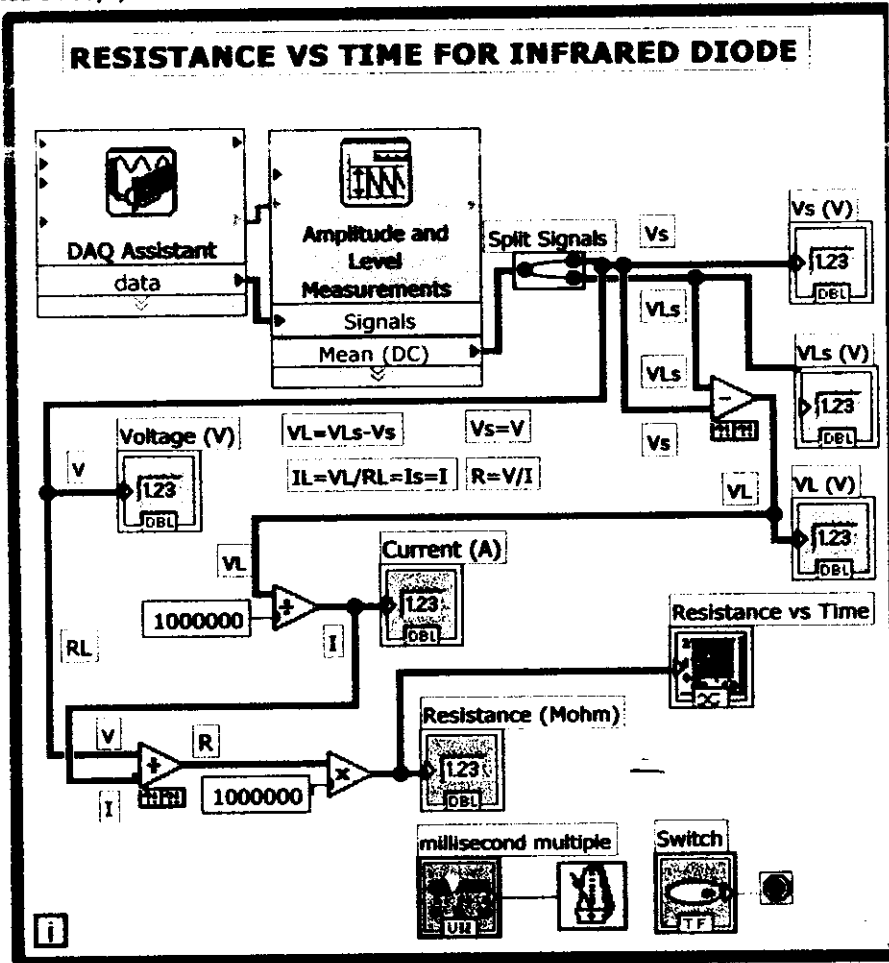 RESISTANCE VS TIME FOR INFRARED DIODE
DAQ Assistant
data
Amplitude and
Level
Measurements
Signals
Mean (DC)
Split Signals
Vs
Vs (V)
1.23
DBL
VLs
VLs (V)
1.23
DBL
VLs
Vs
VL=VLs-Vs
Vs=V
IL=VL/RL=Is=I
R=V/I
Voltage (V)
1.23
DBL
V
VL
VL (V)
1.23
DBL
VL
Current (A)
1.23
DBL
1000000
I
RL
Resistance vs Time
V
R
I
1000000
Resistance (Mohm)
1.23
DBL
millisecond multiple
Switch
TF
i